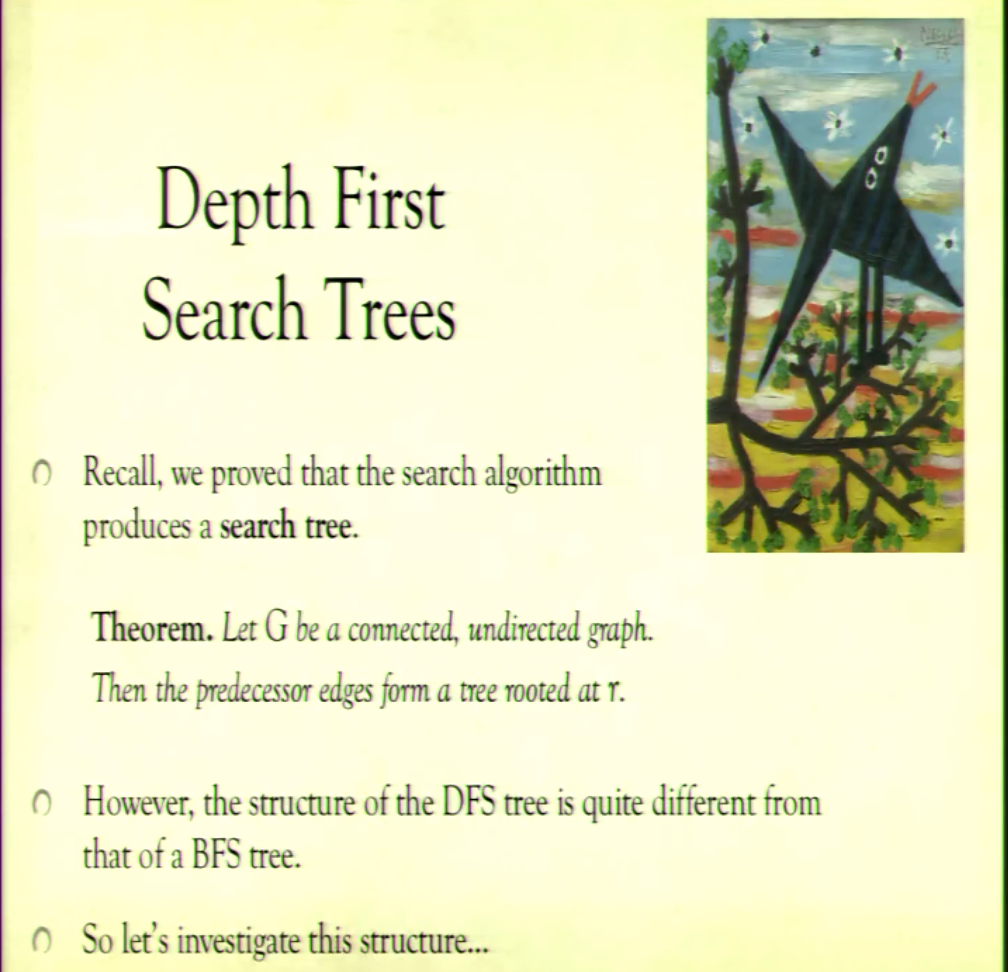 Depth First
Search Trees
Recall, we proved that the search algorithm
produces a search tree.
Theorem. Let G be a connected, undirected graph.
Then the predecessor edges form a tree rooted at r.
However, the structure of the DFS tree is quite different from
that of a BFS tree.
So let's investigate this structure...